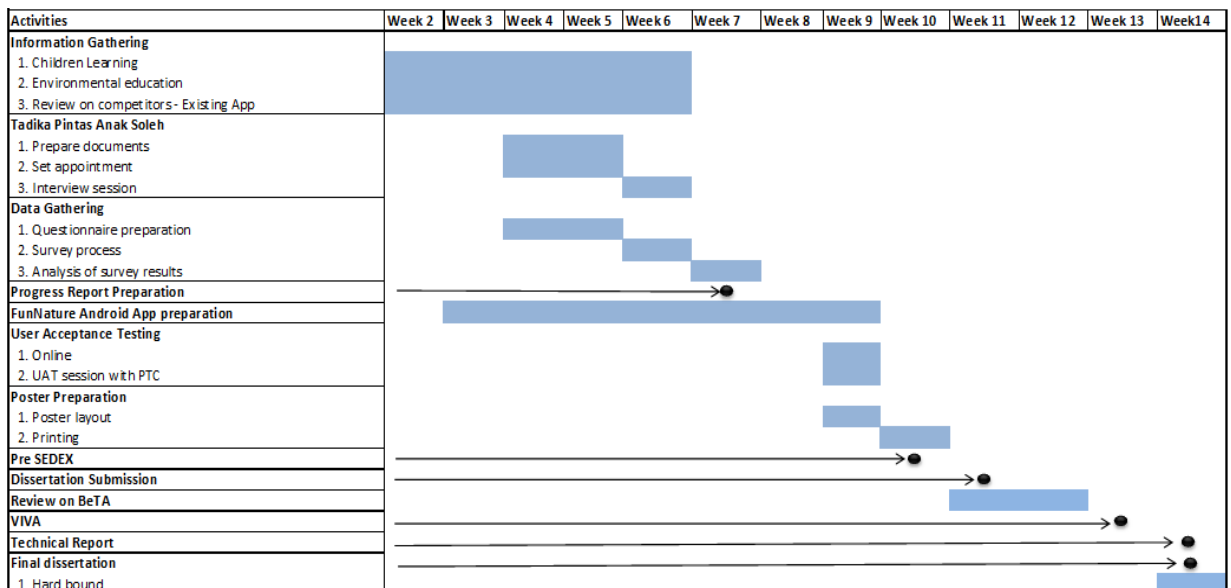 Activities Week 2 Week 3 Week 4 Week 5 Week 6 Week 7 Week 8 Week 9 Week 10 Week 11 Week 12 Week 13 Week14
Information Gathering
1. Children Learning
2. Environmental education
3. Review on competitors - Existing App
Tadika Pintas Anak Soleh
1. Prepare documents
2. Set appointment
3. Interview session
Data Gathering
1. Questionnaire preparation
2. Survey process
3. Analysis of survey results
Progress Report Preparation
FunNature Android App preparation
User Acceptance Testing
1. Online
2. UAT session with PTC
Poster Preparation
1. Poster layout
2. Printing
Pre SEDEX
Dissertation Submission
Review on BeTA
VIVA
Technical Report
Final dissertation
1. Hard bound